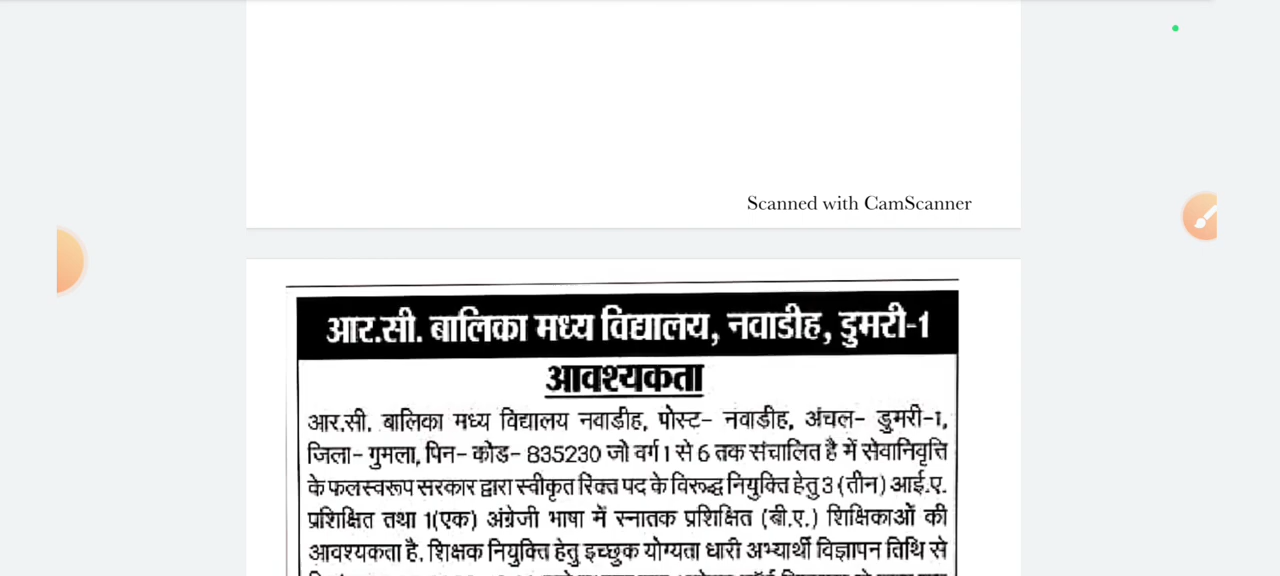 Scanned with CamScanner
आर.सी. बालिका मध्य विद्यालय, नवाडीह, डुमरी-1
आवश्यकता
आर.सी. बालिका मध्य विद्यालय नवाडीह, पोस्ट- नवाडीह, अंचल- डुमरी-1,
जिला- गुमला, पिन- कोड- 835230 जो वर्ग 1 से 6 तक संचालित है में सेवानिवृत्ति
के फलस्वरूप सरकार द्वारा स्वीकृत रिक्त पद के विरूद्ध नियुक्ति हेतु 3 (तीन) आई.ए.
प्रशिक्षित तथा 1(एक) अंग्रेजी भाषा में स्नातक प्रशिक्षित (बी.ए.) शिक्षिकाओं की
आवश्यकता है. शिक्षक नियुक्ति हेतु इच्छुक योग्यता धारी अभ्यार्थी विज्ञापन तिथि से